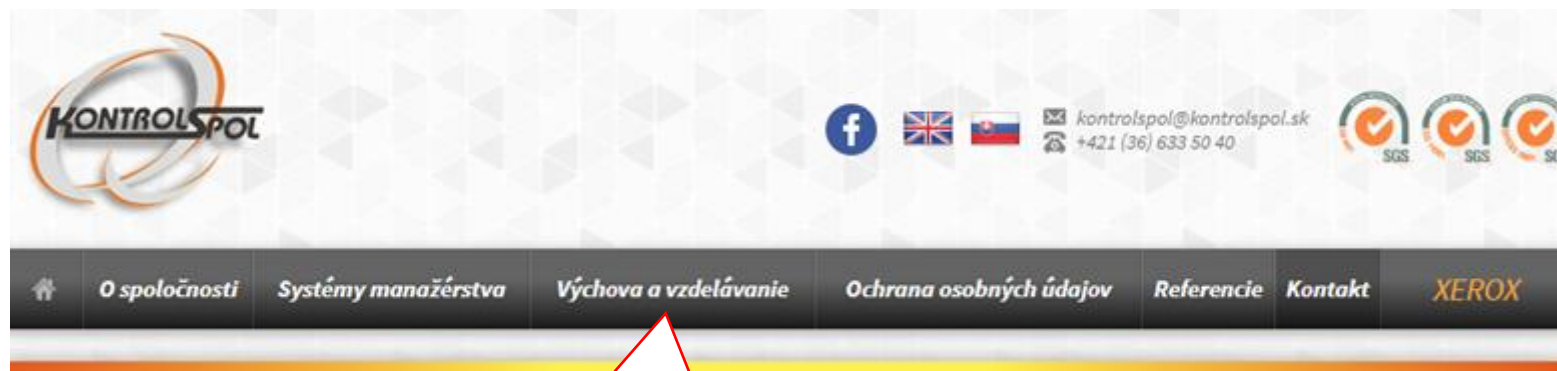 KONTROLSPOL
kontrolspol@kontrolspol.sk
+421 (36) 633 50 40
SGS SGS
O spoločnosti Systémy manažérstva Výchova a vzdelávanie Ochrana osobných údajov Referencie Kontakt XEROX